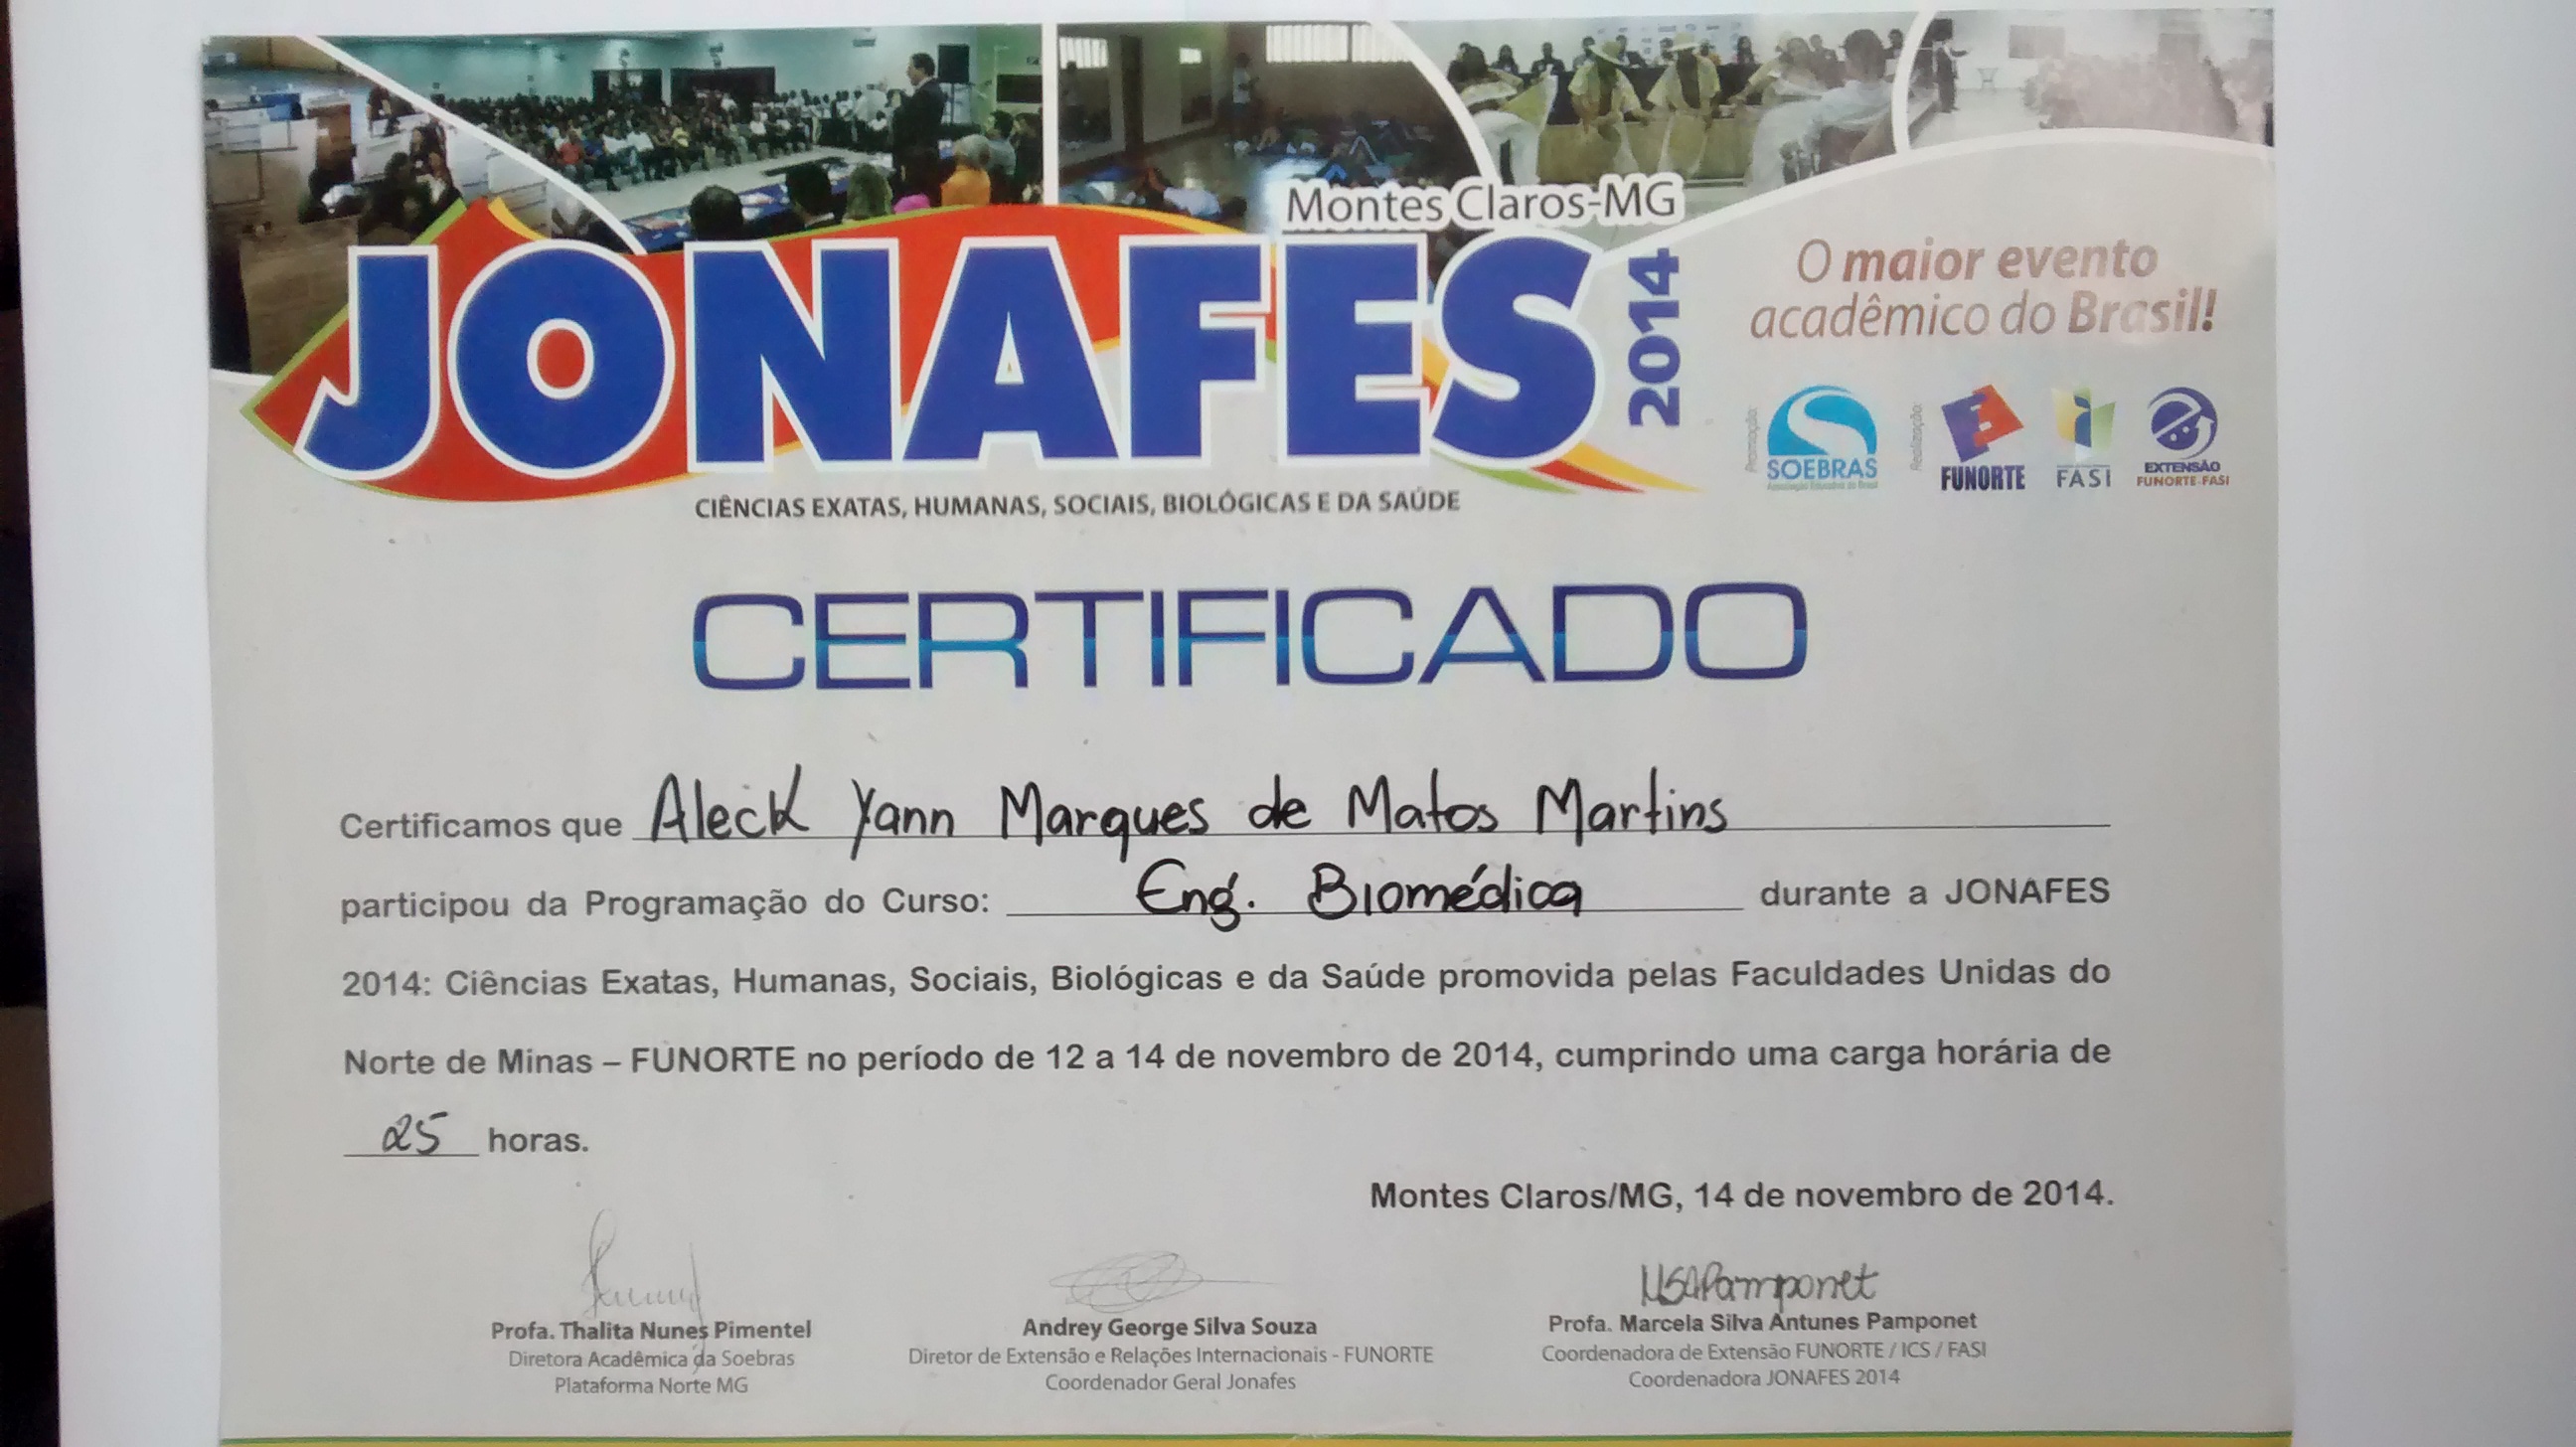 Montes Claros-MG
JONAFES
2014
CIÊNCIAS EXATAS, HUMANAS, SOCIAIS, BIOLÓGICAS E DA SAÚDE
O maior evento
acadêmico do Brasil!
Promoção:
SOEBRAS
Associação Educativa do Brasil
Realização:
FUNORTE
FASI
EXTENSÃO
FUNORTE-FASI
CERTIFICADO
Certificamos que Aleck Yann Marques de Matos Martins
participou da Programação do Curso: Eng. Biomédica durante a JONAFES
2014: Ciências Exatas, Humanas, Sociais, Biológicas e da Saúde promovida pelas Faculdades Unidas do
Norte de Minas – FUNORTE no período de 12 a 14 de novembro de 2014, cumprindo uma carga horária de
25 horas.
Montes Claros/MG, 14 de novembro de 2014.
Profa. Thalita Nunes Pimentel
Diretora Acadêmica da Soebras
Plataforma Norte MG
Andrey George Silva Souza
Diretor de Extensão e Relações Internacionais - FUNORTE
Coordenador Geral Jonafes
MSAPamponet
Profa. Marcela Silva Antunes Pamponet
Coordenadora de Extensão FUNORTE / ICS / FASI
Coordenadora JONAFES 2014